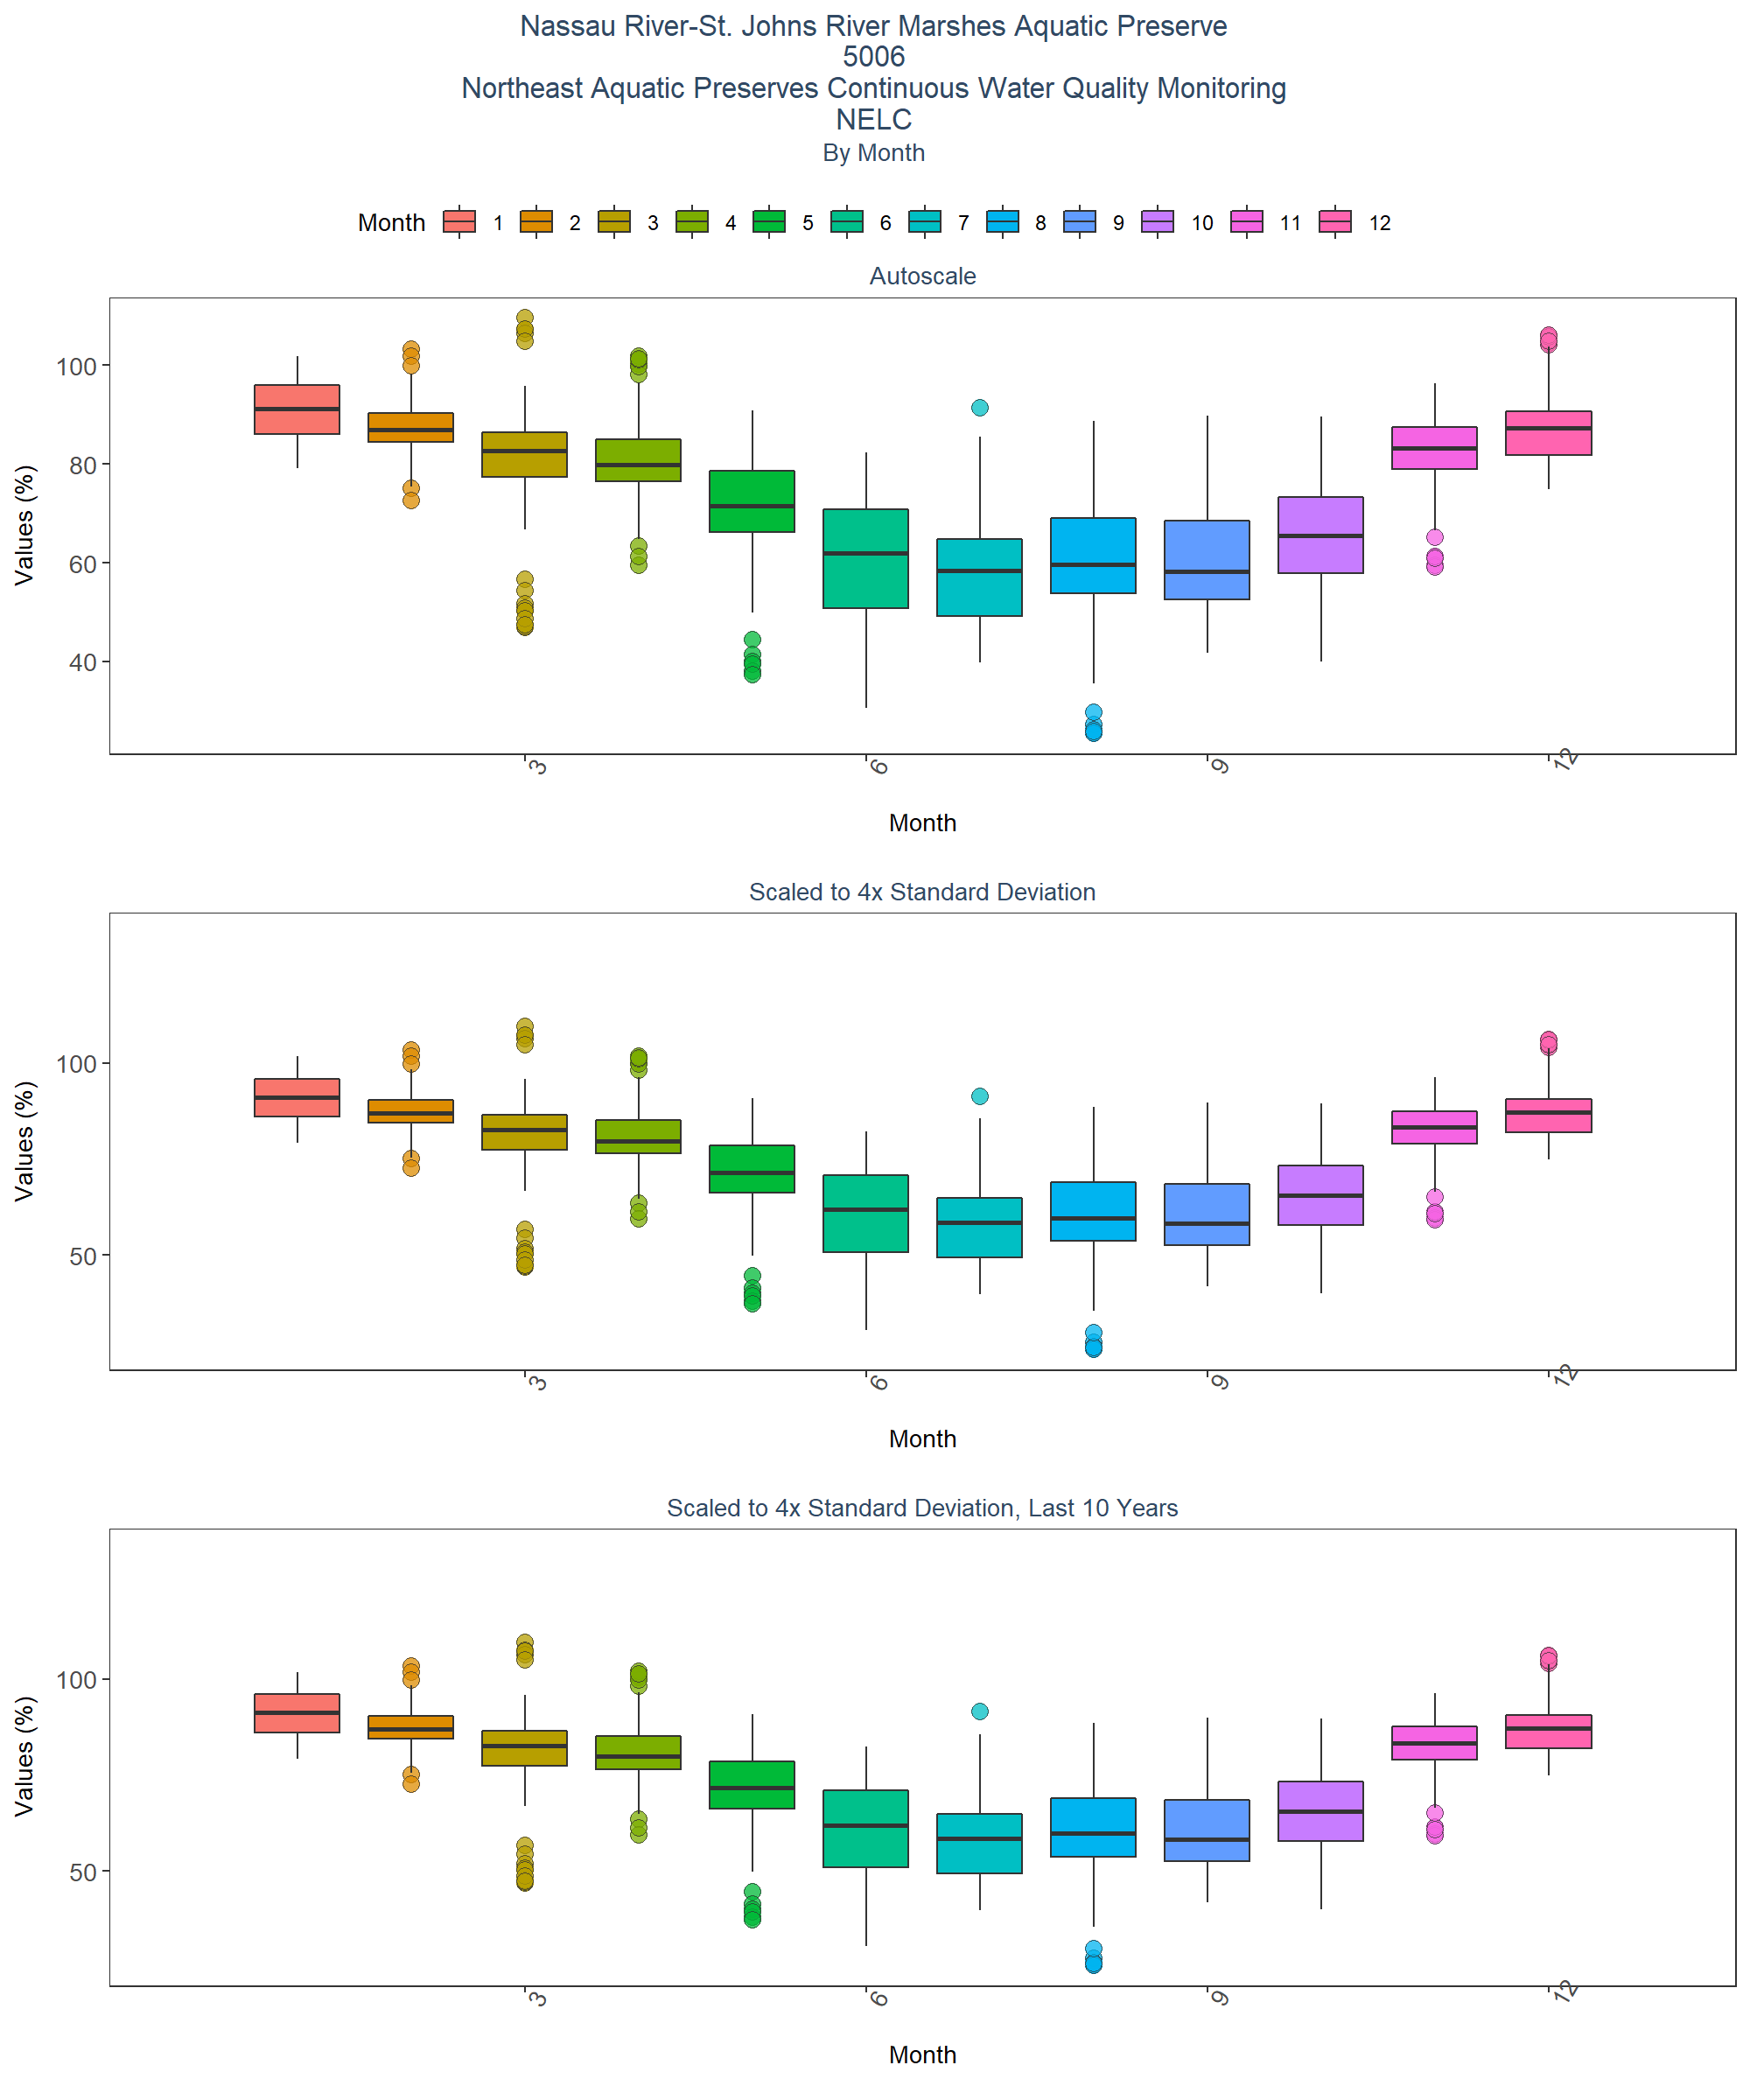 Nassau River-St. Johns River Marshes Aquatic Preserve
5006
Northeast Aquatic Preserves Continuous Water Quality Monitoring
NELC
By Month
Month 1 2 3 4 5 6 7 8 9 10 11 12
Autoscale
Values (%)
100
80
60
40
3 6 9 12
Month
Scaled to 4x Standard Deviation
Values (%)
100
50
3 6 9 12
Month
Scaled to 4x Standard Deviation, Last 10 Years
Values (%)
100
50
3 6 9 12
Month